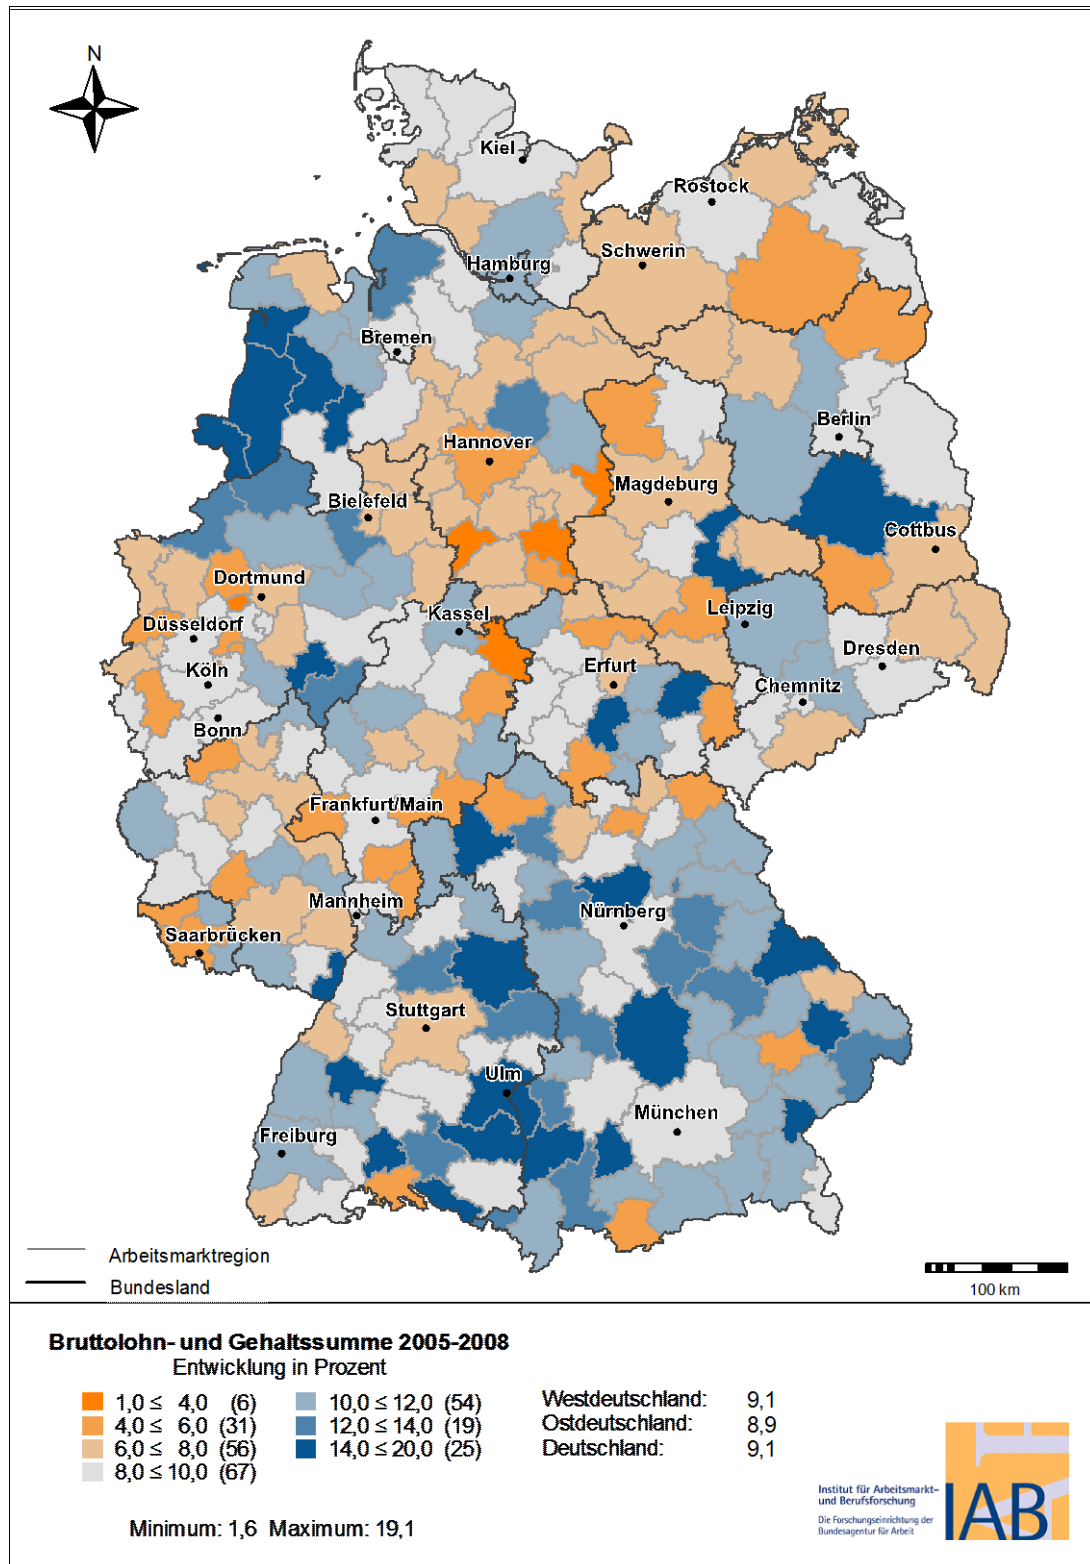 N
Kiel
Rostock
Schwerin
Hamburg
Bremen
Berlin
Hannover
Magdeburg
Bielefeld
Cottbus
Dortmund
Kassel
Leipzig
Düsseldorf
Dresden
Köln
Erfurt
Chemnitz
Bonn
Frankfurt/Main
Mannheim
Nürnberg
Saarbrücken
Stuttgart
Ulm
München
Freiburg
Arbeitsmarktregion
Bundesland
100 km
Bruttolohn- und Gehaltssumme 2005-2008
Entwicklung in Prozent
1,0 ≤ 4,0 (6)
4,0 ≤ 6,0 (31)
6,0 ≤ 8,0 (56)
8,0 ≤ 10,0 (67)
10,0 ≤ 12,0 (54)
12,0 ≤ 14,0 (19)
14,0 ≤ 20,0 (25)
Westdeutschland: 9,1
Ostdeutschland: 8,9
Deutschland: 9,1
Minimum: 1,6 Maximum: 19,1
Institut für Arbeitsmarkt-
und Berufsforschung
Die Forschungseinrichtung der
Bundesagentur für Arbeit
IAB